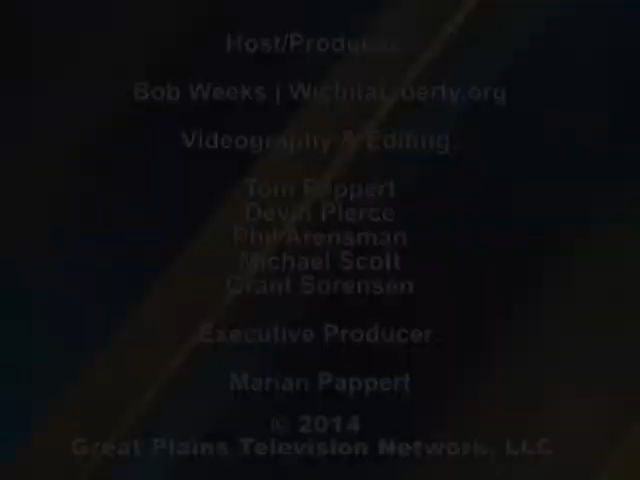 Host/Producer
Bob Weeks | WichitaLiberty.org
Videography & Editing
Tom Pappert
Devin Pierce
Phil Arensman
Michael Scott
Grant Sorensen
Executive Producer
Marian Pappert
© 2014
Great Plains Television Network, LLC